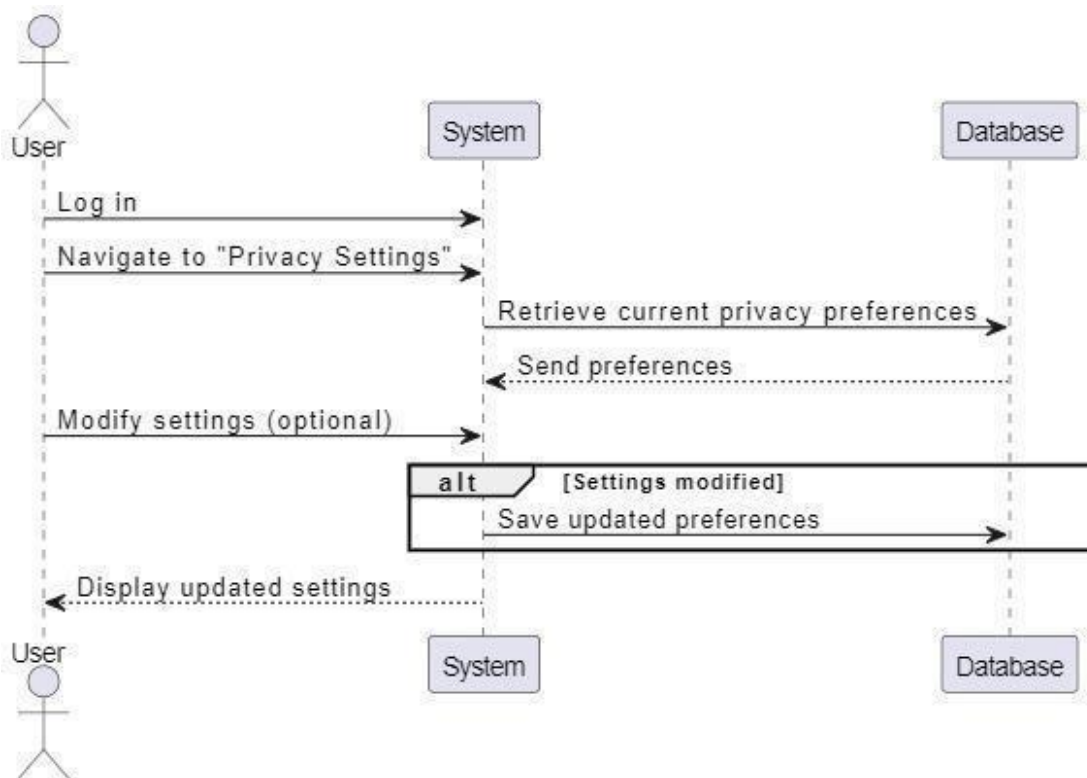 User
System
Database
Log in
Navigate to "Privacy Settings"
Retrieve current privacy preferences
Send preferences
Modify settings (optional)
alt [Settings modified]
Save updated preferences
Display updated settings
User
System
Database